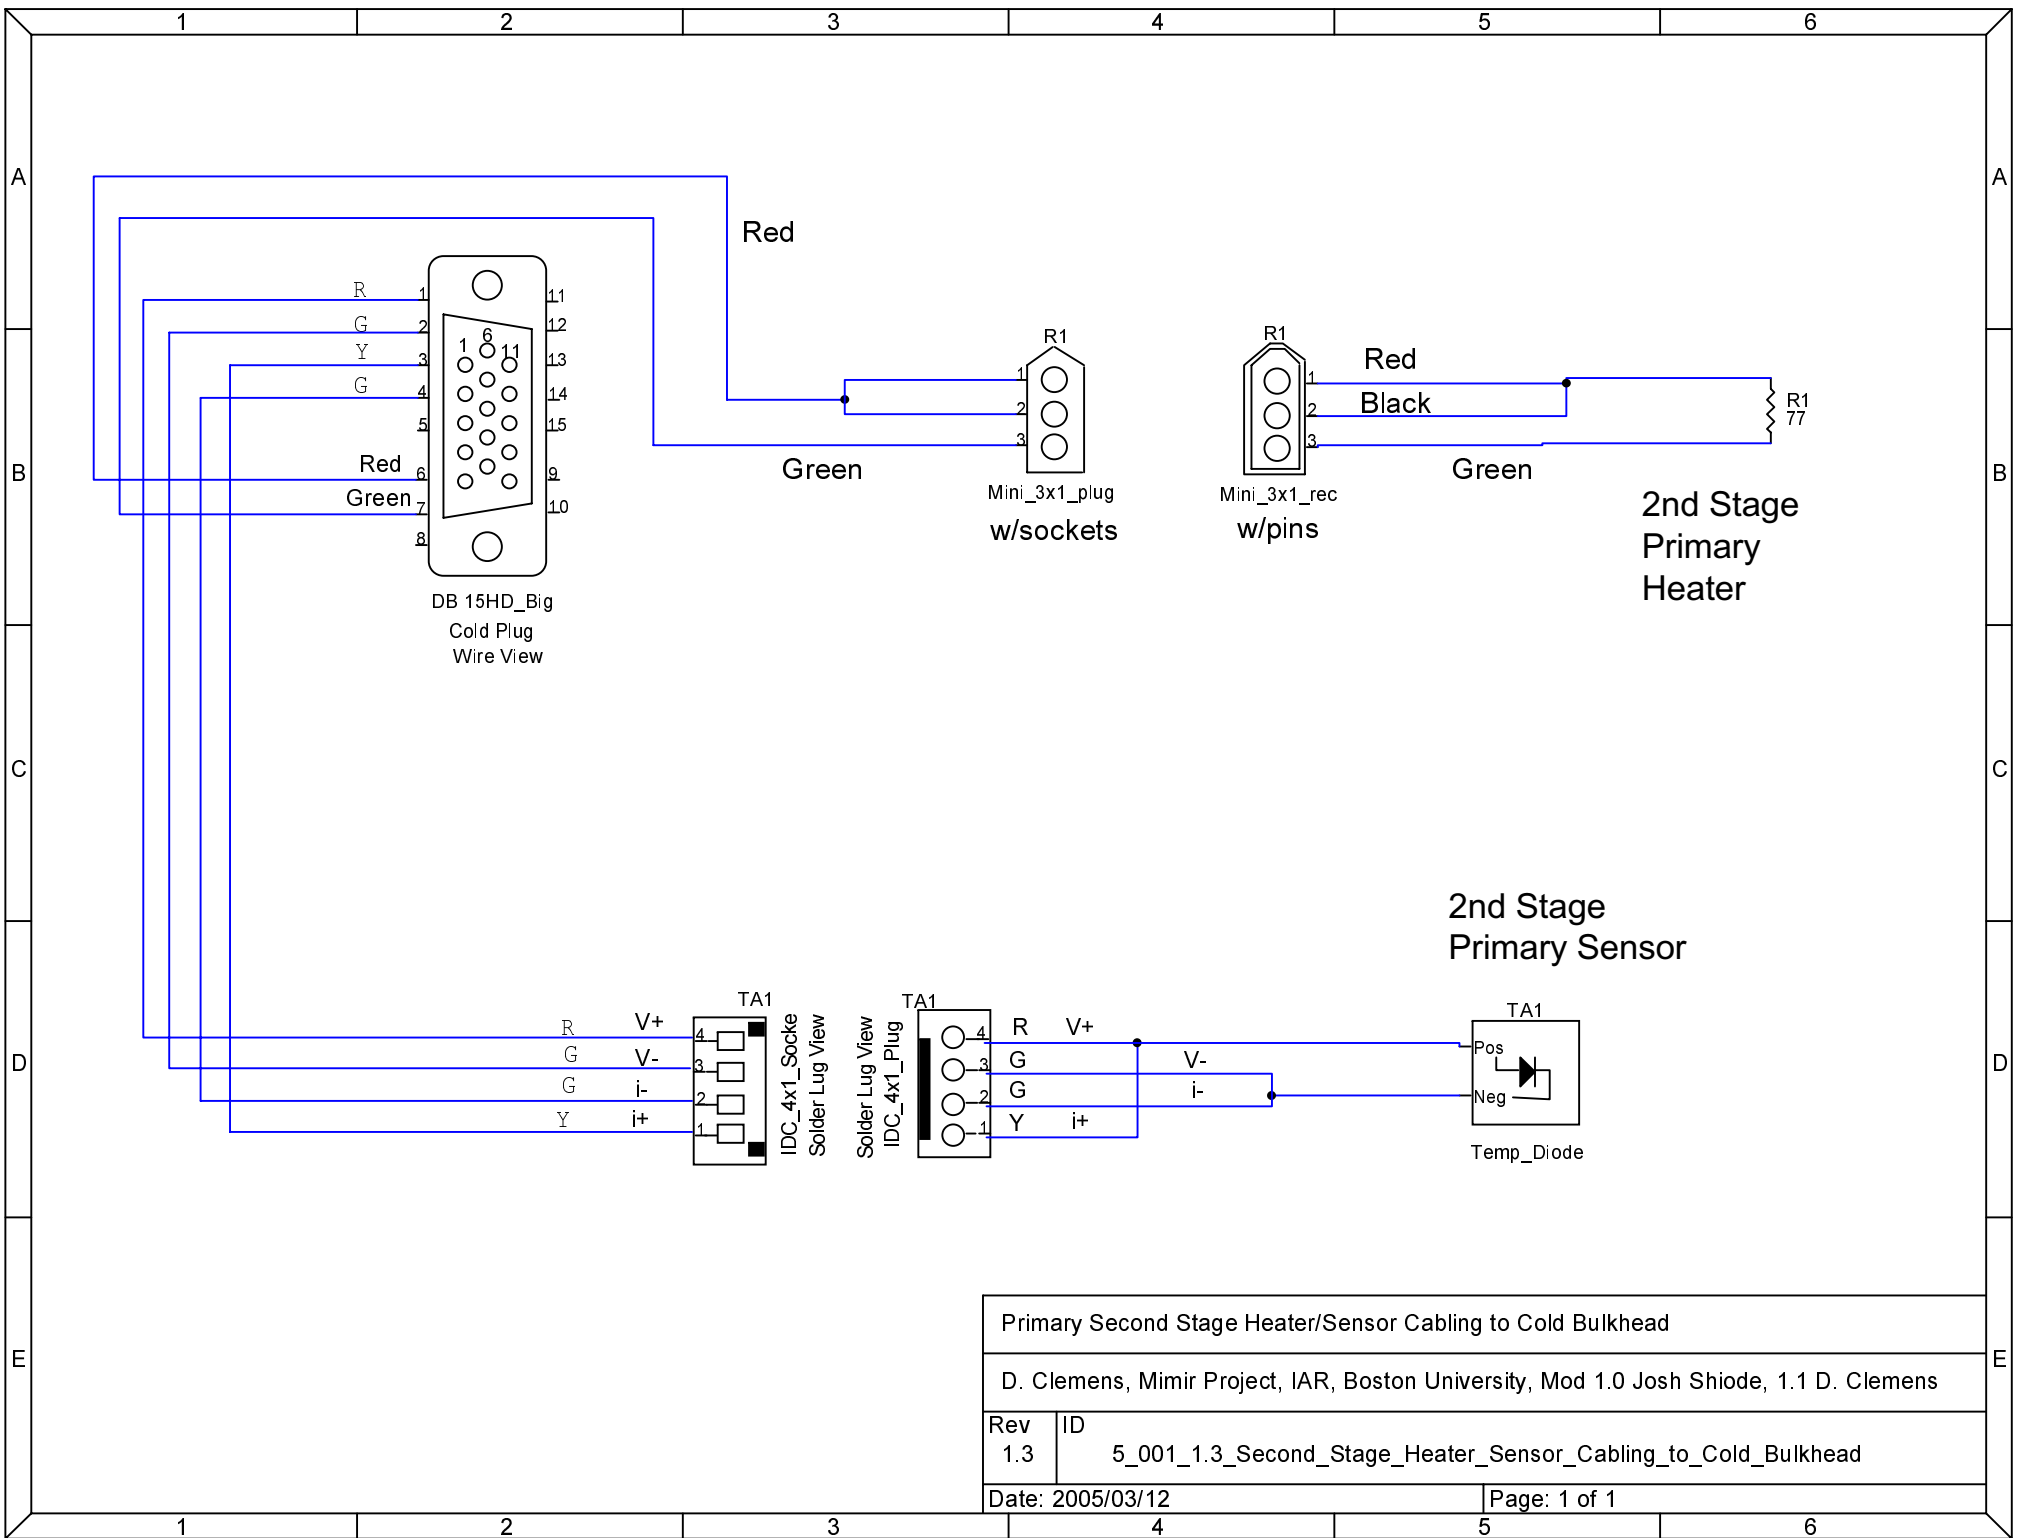 1 2 3 4 5 6
A A
Red
R 1 11
G 2 12
6
1 11
Y 3 13
G 4 14
5 15
Red 6 9
Green 7 10
8
DB 15HD_Big
Cold Plug
Wire View
R1
1
2
3
Green
Mini_3x1_plug
w/sockets
R1
1 Red
2 Black
3 Green
Mini_3x1_rec
w/pins
R1
77
2nd Stage
Primary
Heater
B B
C C
2nd Stage
Primary Sensor
TA1
R V+ 4
G V- 3
G i- 2
Y i+ 1
IDC_4x1_Socke
Solder Lug View
TA1
Solder Lug View
IDC_4x1_Plug
4 R V+
3 G V-
2 G i-
1 Y i+
TA1
Pos
Neg
Temp_Diode
D D
E E
Primary Second Stage Heater/Sensor Cabling to Cold Bulkhead
D. Clemens, Mimir Project, IAR, Boston University, Mod 1.0 Josh Shiode, 1.1 D. Clemens
Rev ID
1.3 5_001_1.3_Second_Stage_Heater_Sensor_Cabling_to_Cold_Bulkhead
Date: 2005/03/12 Page: 1 of 1
1 2 3 4 5 6